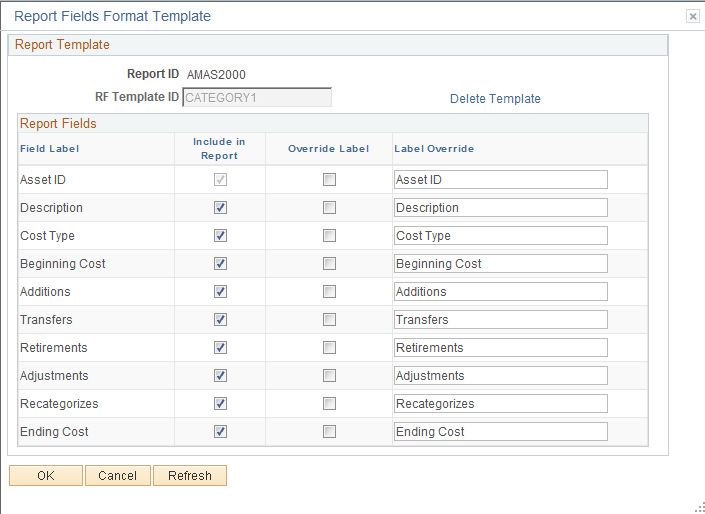 Report Fields Format Template
Report Template
Report ID AMAS2000
RF Template ID CATEGORY1 Delete Template
Report Fields
Field Label Include in Report Override Label Label Override
Asset ID Asset ID
Description Description
Cost Type Cost Type
Beginning Cost Beginning Cost
Additions Additions
Transfers Transfers
Retirements Retirements
Adjustments Adjustments
Recategorizes Recategorizes
Ending Cost Ending Cost
OK Cancel Refresh